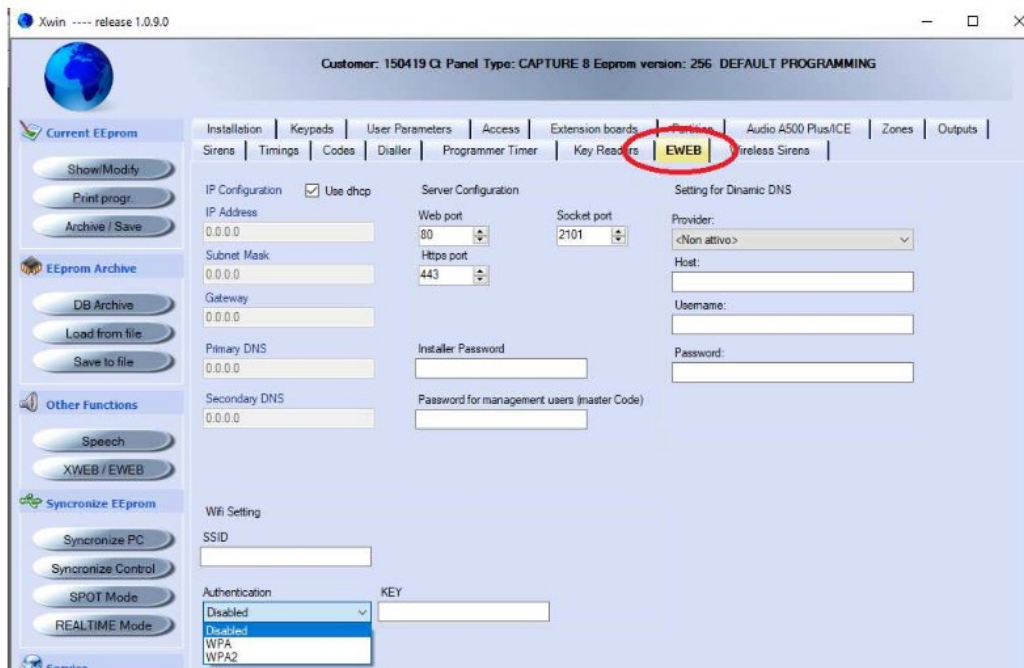 Xwin ---- release 1.0.9.0
Customer: 150419 Panel Type: CAPTURE 8 Eeprom version: 256 DEFAULT PROGRAMMING
Current EEprom
Show/Modify
Print progr.
Archive / Save
EEprom Archive
DB Archive
Load from file
Save to file
Other Functions
Speech
XWEB / EWEB
Syncronize EEprom
Syncronize PC
Syncronize Control
SPOT Mode
REALTIME Mode
Service
Installation Keypads User Parameters Access Extension boards Partition Audio A500 Plus/ICE Zones Outputs
Sirens Timings Codes Dialler Programmer Timer Key Readers EWEB Wireless Sirens
IP Configuration Use dhcp
IP Address
0.0.0.0
Subnet Mask
0.0.0.0
Gateway
0.0.0.0
Primary DNS
0.0.0.0
Secondary DNS
0.0.0.0
Server Configuration
Web port Socket port
80 2101
Https port
443
Installer Password
Password for management users (master Code)
Setting for Dinamic DNS
Provider:
<Non attivo>
Host:
Username:
Password:
Wifi Setting
SSID
Authentication KEY
Disabled
Disabled
WPA
WPA2